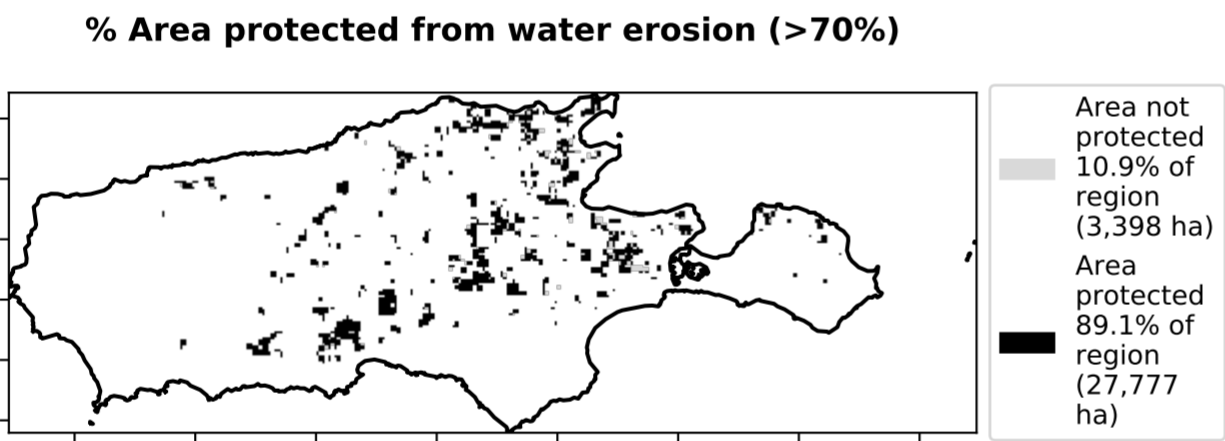 % Area protected from water erosion (>70%)
Area not
protected
10.9% of
region
(3,398 ha)
Area
protected
89.1% of
region
(27,777
ha)